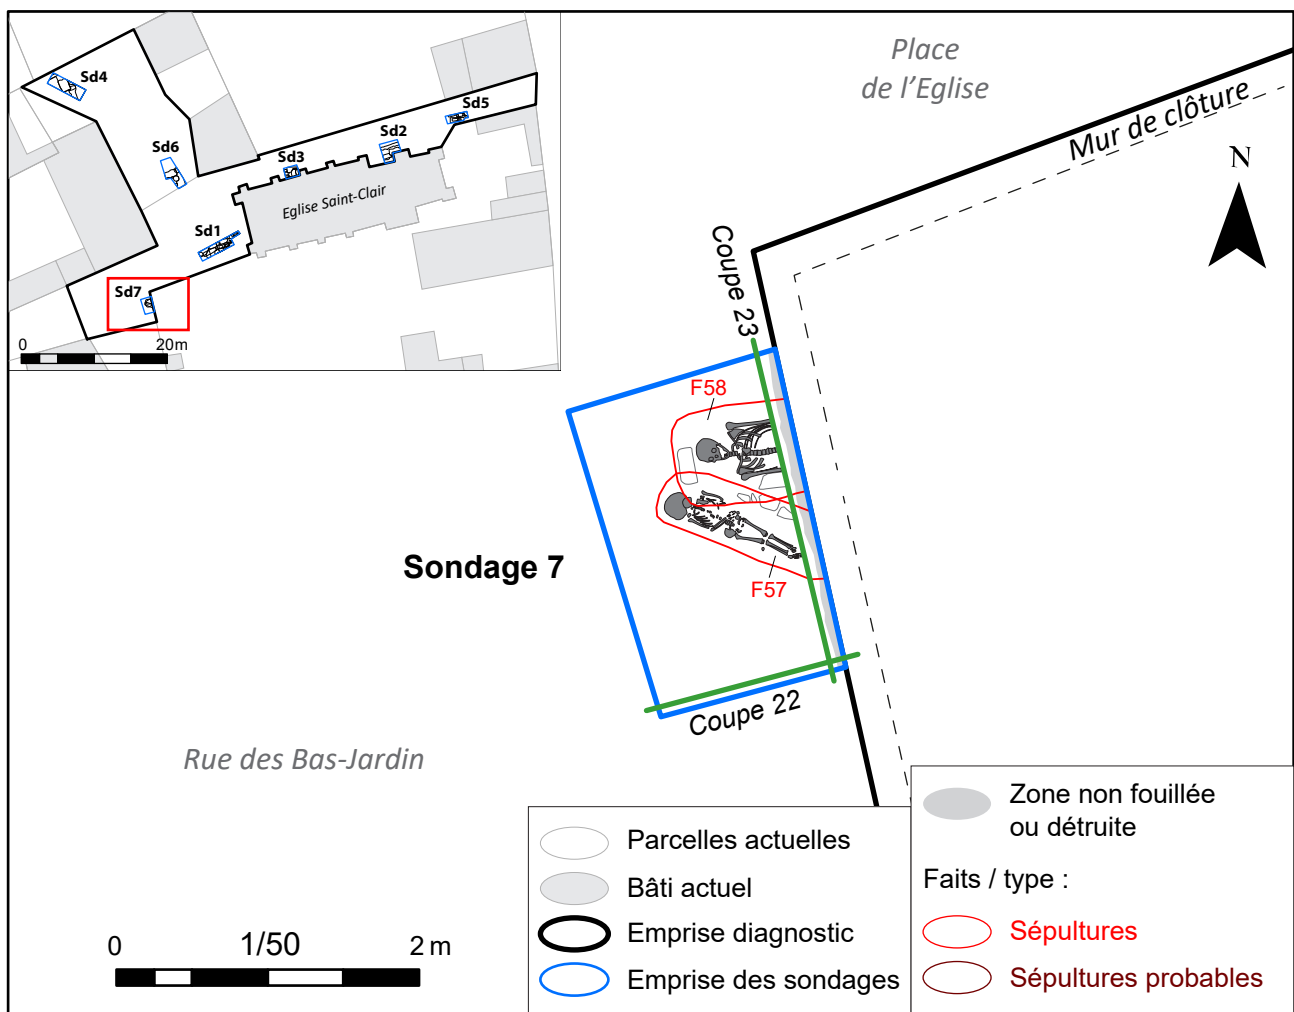 Sd4
Sd5
Sd2
Sd6
Sd3
Eglise Saint-Clair
Sd1
Sd7
0
20m
Place
de l'Eglise
Mur de clôture
N
Coupe 23
F58
Sondage 7
F57
Coupe 22
Rue des Bas-Jardin
0
1/50
2 m
Parcelles actuelles
Bâti actuel
Emprise diagnostic
Emprise des sondages
Zone non fouillée
ou détruite
Faits / type :
Sépultures
Sépultures probables